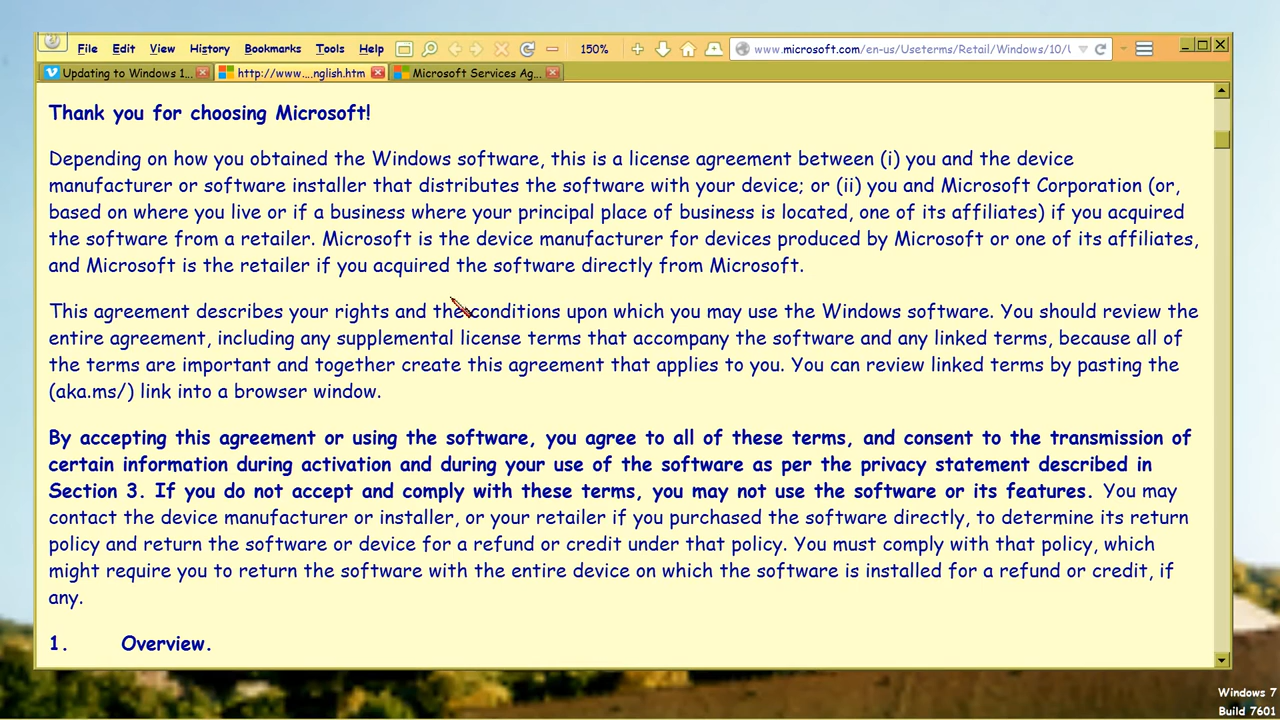 File Edit View History Bookmarks Tools Help 150% www.microsoft.com/en-us/Useterms/Retail/Windows/10/
Updating to Windows 1... http://www....nglish.htm Microsoft Services Ag...
Thank you for choosing Microsoft!
Depending on how you obtained the Windows software, this is a license agreement between (i) you and the device
manufacturer or software installer that distributes the software with your device; or (ii) you and Microsoft Corporation (or,
based on where you live or if a business where your principal place of business is located, one of its affiliates) if you acquired
the software from a retailer. Microsoft is the device manufacturer for devices produced by Microsoft or one of its affiliates,
and Microsoft is the retailer if you acquired the software directly from Microsoft.
This agreement describes your rights and the conditions upon which you may use the Windows software. You should review the
entire agreement, including any supplemental license terms that accompany the software and any linked terms, because all of
the terms are important and together create this agreement that applies to you. You can review linked terms by pasting the
(aka.ms/) link into a browser window.
By accepting this agreement or using the software, you agree to all of these terms, and consent to the transmission of
certain information during activation and during your use of the software as per the privacy statement described in
Section 3. If you do not accept and comply with these terms, you may not use the software or its features. You may
contact the device manufacturer or installer, or your retailer if you purchased the software directly, to determine its return
policy and return the software or device for a refund or credit under that policy. You must comply with that policy, which
might require you to return the software with the entire device on which the software is installed for a refund or credit, if
any.
1. Overview.
Windows 7
Build 7601